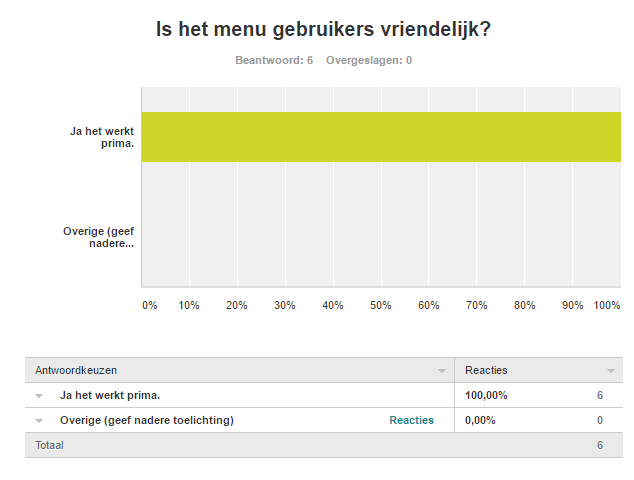 Is het menu gebruikers vriendelijk?
Beantwoord: 6 Overgeslagen: 0
Ja het werkt
prima.
Overige (geef
nadere...
0% 10% 20% 30% 40% 50% 60% 70% 80% 90% 100%
Antwoordkeuzen Reacties
Ja het werkt prima. 100,00% 6
Overige (geef nadere toelichting) Reacties 0,00% 0
Totaal 6